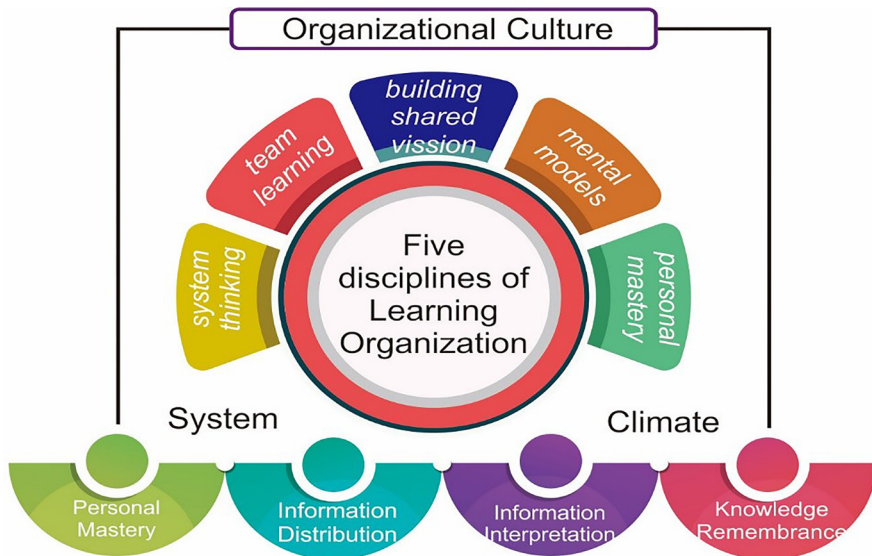 Organizational Culture
system
thinking
team
learning
building
shared
vission
mental
models
personal
mastery
Five
disciplines of
Learning
Organization
System
Climate
Personal
Mastery
Information
Distribution
Information
Interpretation
Knowledge
Remembrance